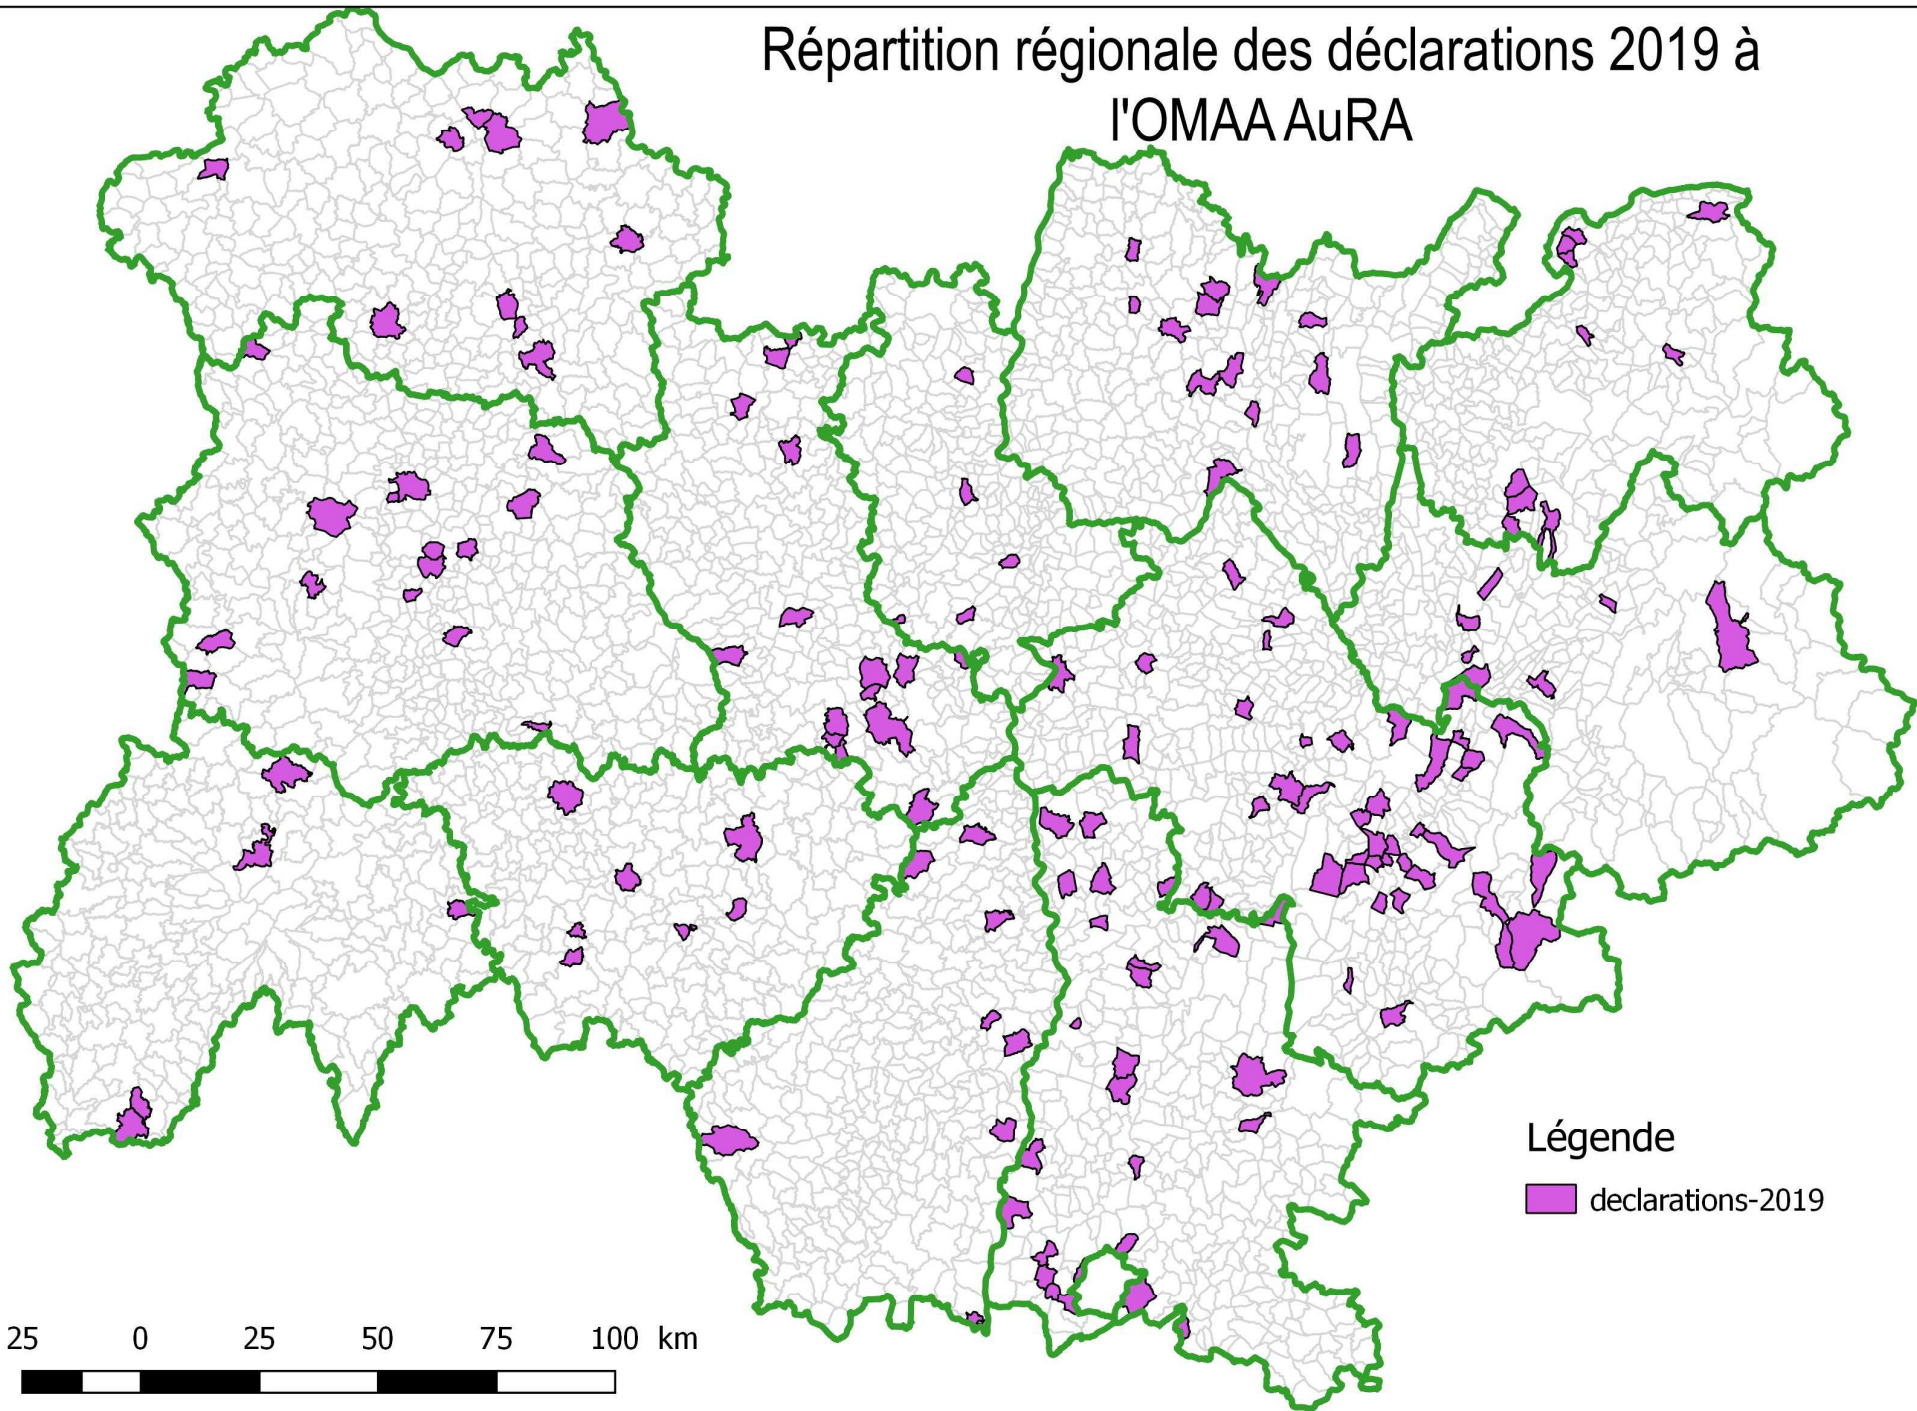 Répartition régionale des déclarations 2019 à
l'OMAA AuRA
Légende
declarations-2019
25 0 25 50 75 100 km